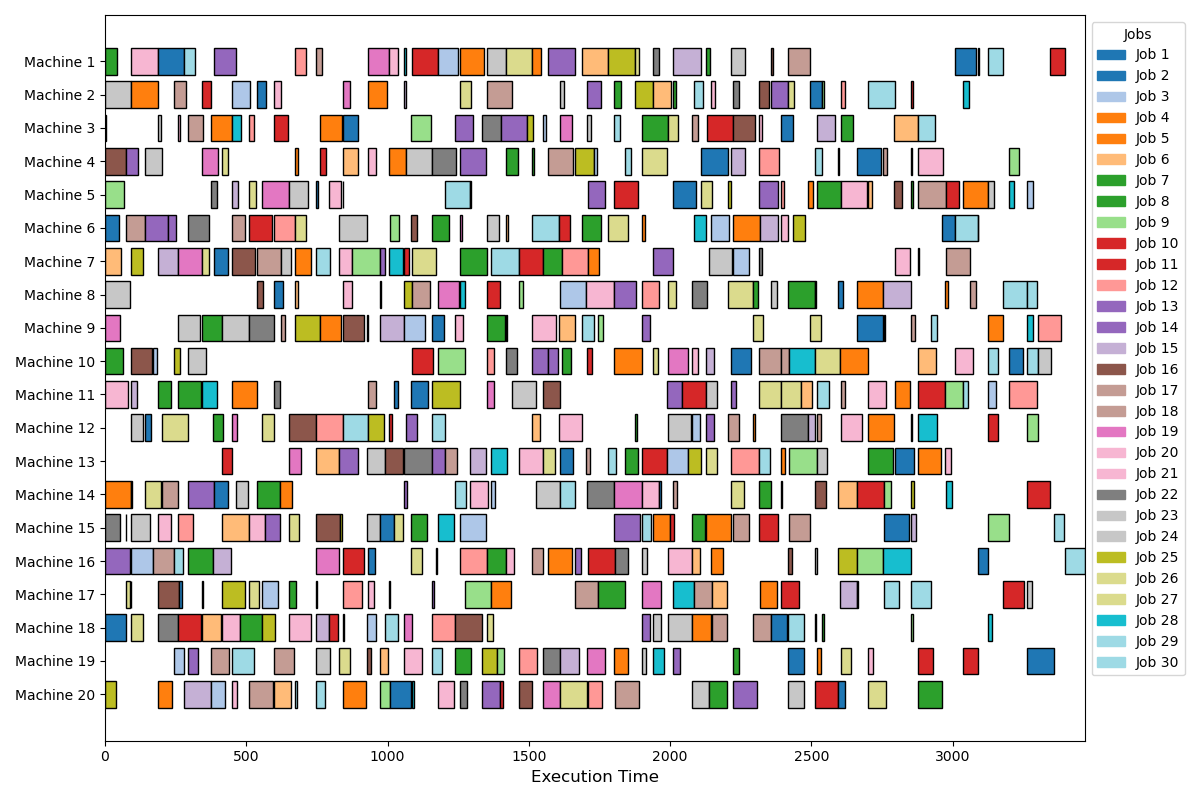 Machine 1
Machine 2
Machine 3
Machine 4
Machine 5
Machine 6
Machine 7
Machine 8
Machine 9
Machine 10
Machine 11
Machine 12
Machine 13
Machine 14
Machine 15
Machine 16
Machine 17
Machine 18
Machine 19
Machine 20
0 500 1000 1500 2000 2500 3000
Execution Time
Jobs
Job 1
Job 2
Job 3
Job 4
Job 5
Job 6
Job 7
Job 8
Job 9
Job 10
Job 11
Job 12
Job 13
Job 14
Job 15
Job 16
Job 17
Job 18
Job 19
Job 20
Job 21
Job 22
Job 23
Job 24
Job 25
Job 26
Job 27
Job 28
Job 29
Job 30